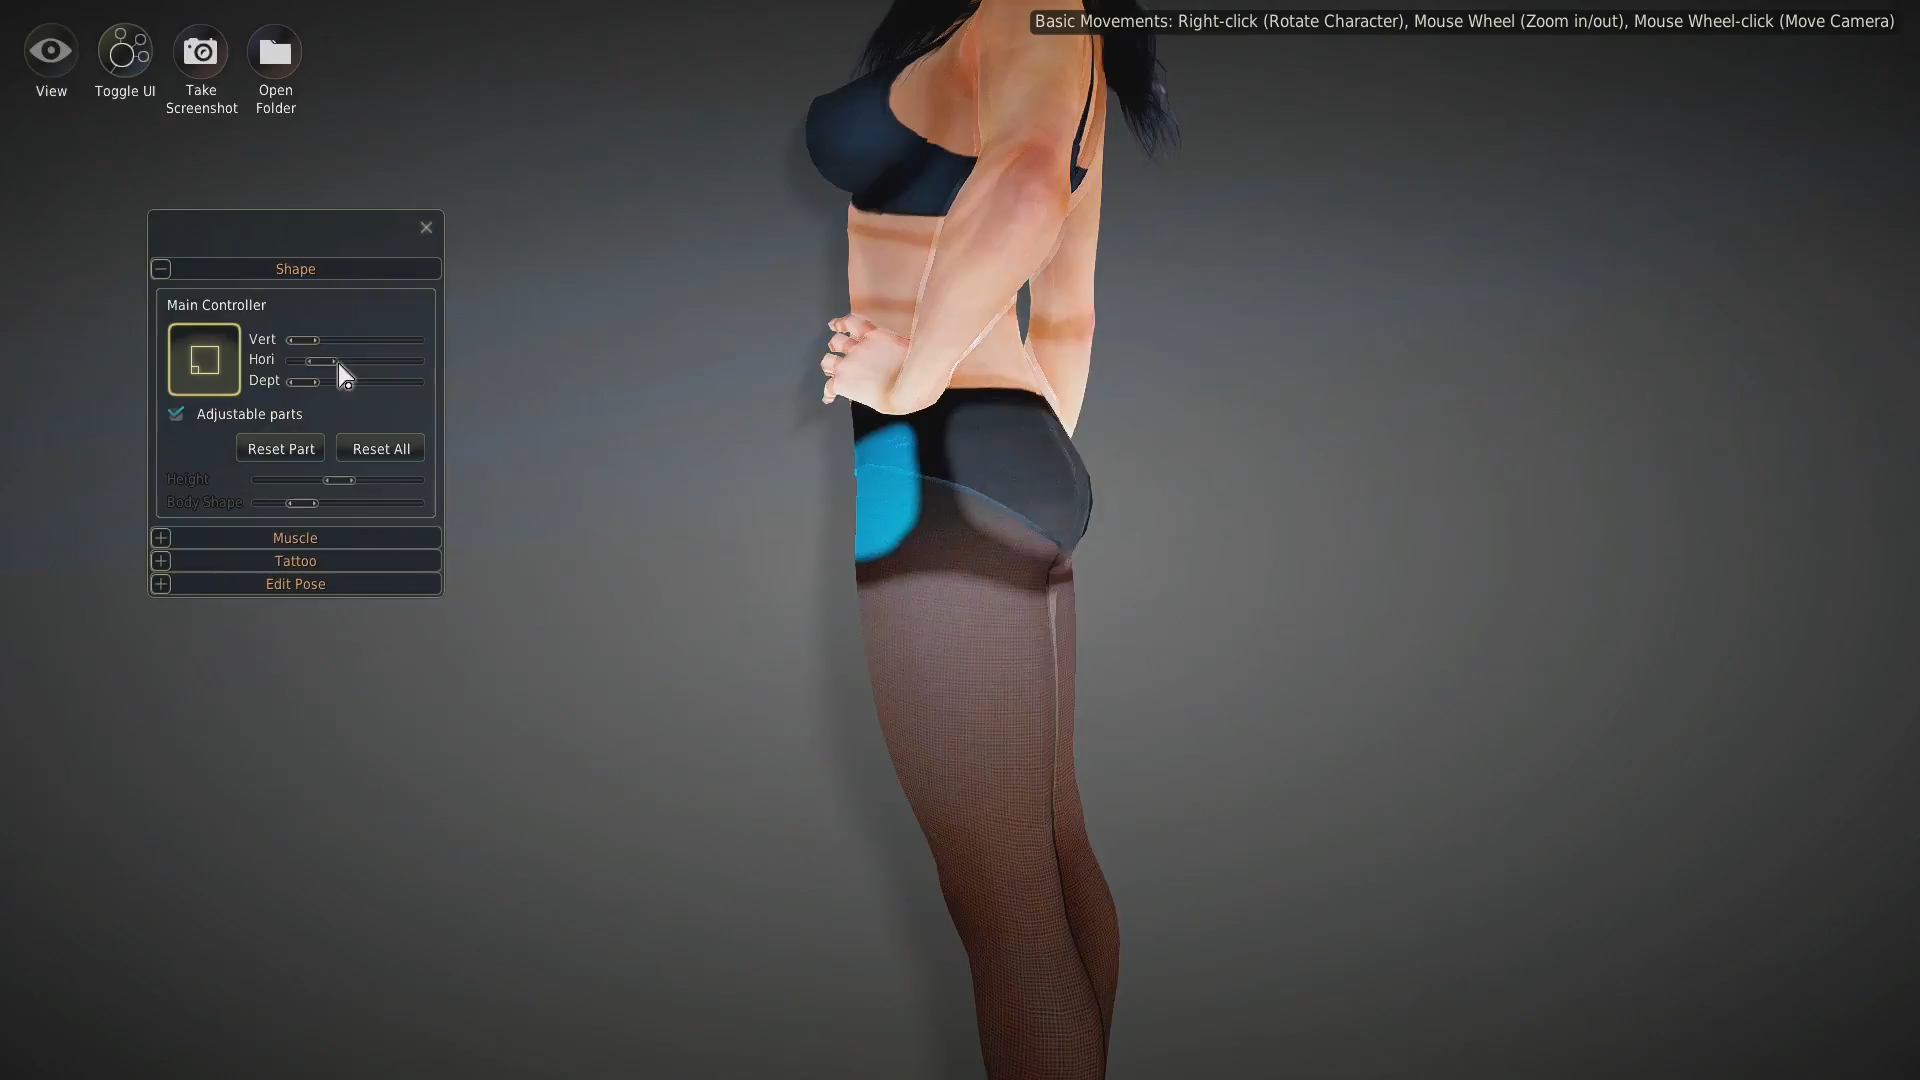 Basic Movements: Right-click (Rotate Character), Mouse Wheel (Zoom in/out), Mouse Wheel-click (Move Camera)
View
Toggle UI
Take
Screenshot
Open
Folder
Shape
Main Controller
Vert
Hori
Dept
Adjustable parts
Reset Part
Reset All
Height
Body Shape
Muscle
Tattoo
Edit Pose